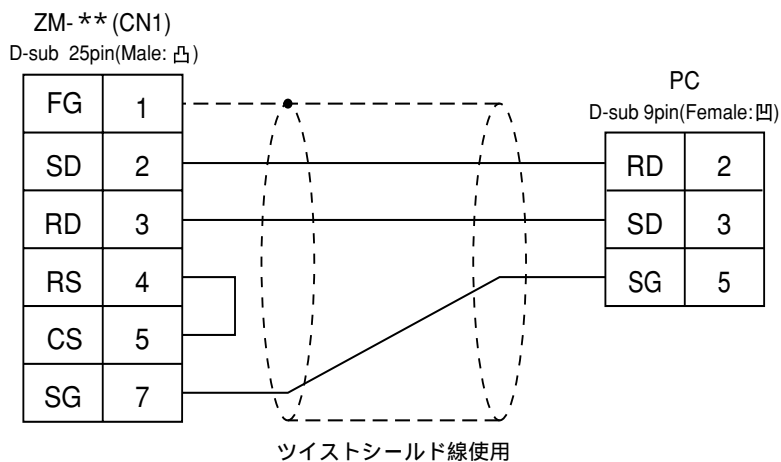 ZM-**(CN1)
D-sub 25pin(Male: 凸)
FG 1
SD 2
RD 3
RS 4
CS 5
SG 7
PC
D-sub 9pin(Female:凹)
RD 2
SD 3
SG 5
ツイストシールド線使用